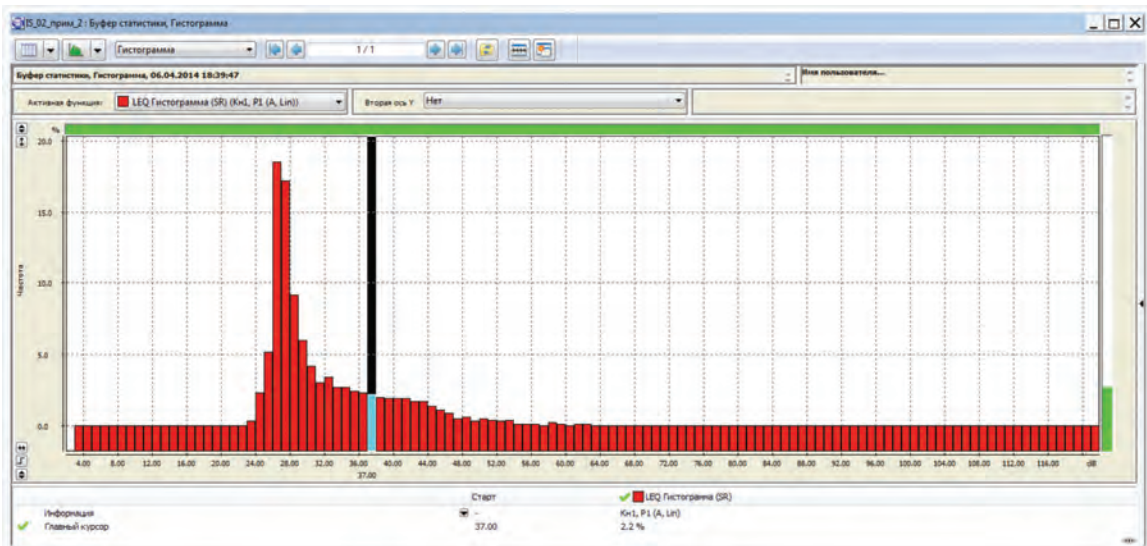 IS_02_прим_2 : Буфер статистики, Гистограмма
Гистограмма 1 / 1
Буфер статистики, Гистограмма, 06.04.2014 18:39:47 Имя пользователя...
Активная функция: LEQ Гистограмма (SR) (Кн1, P1 (A, Lin)) Вторая ось Y Нет
%
20.0
15.0
10.0
5.0
0.0
Частота
4.00 8.00 12.00 16.00 20.00 24.00 28.00 32.00 36.00 40.00 44.00 48.00 52.00 56.00 60.00 64.00 68.00 72.00 76.00 80.00 84.00 88.00 92.00 96.00 100.00 104.00 108.00 112.00 116.00 dB
37.00
Старт LEQ Гистограмма (SR)
Информация - Кн1, P1 (A, Lin)
Главный курсор 37.00 2.2 %